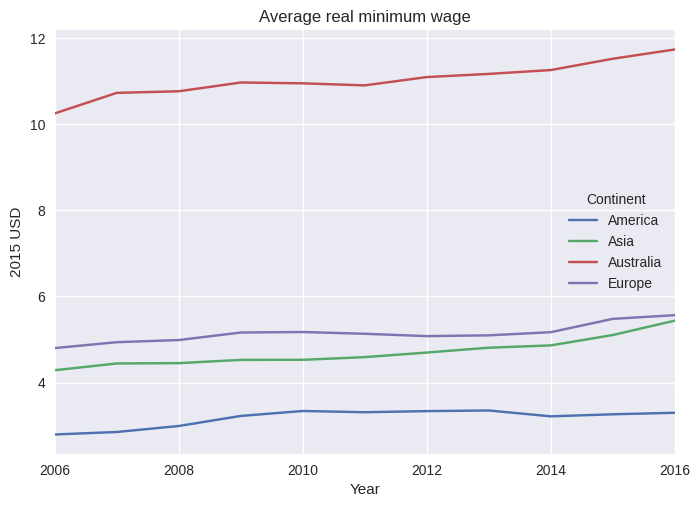 Average real minimum wage
12
10
8
6
4
2015 USD
Continent
America
Asia
Australia
Europe
2006 2008 2010 2012 2014 2016
Year